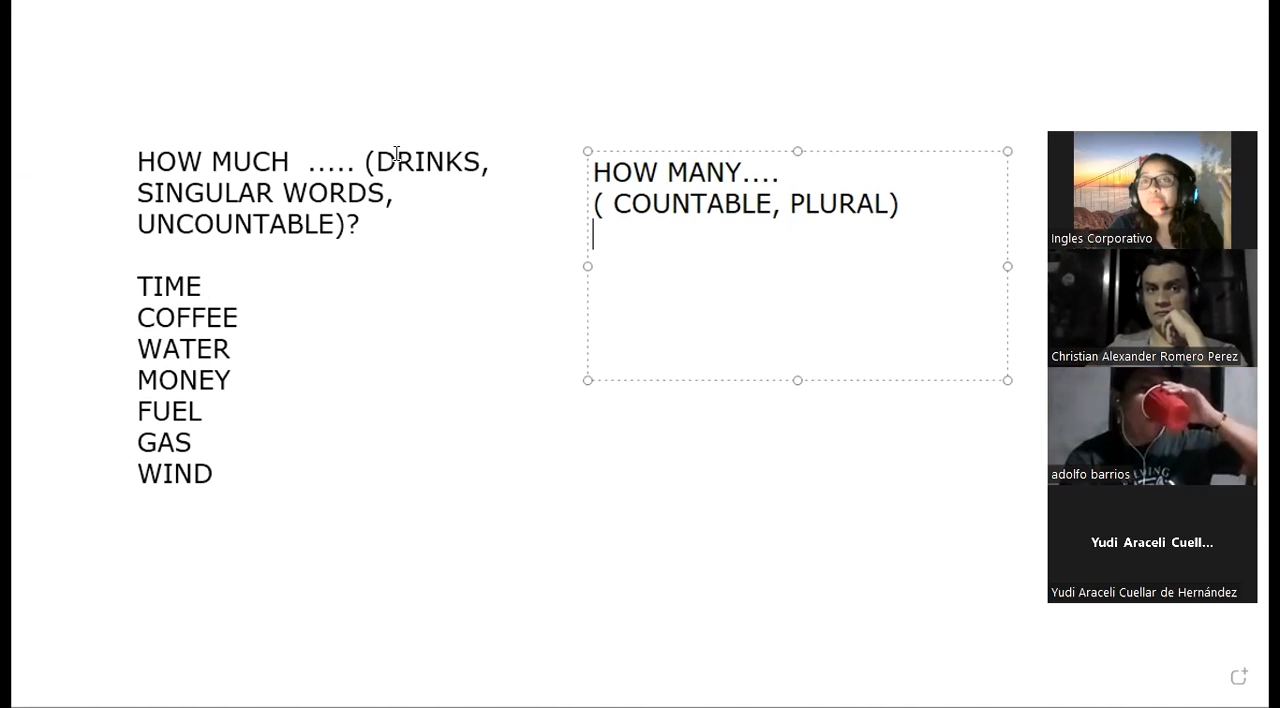 HOW MUCH ..... (DRINKS,
SINGULAR WORDS,
UNCOUNTABLE)?
TIME
COFFEE
WATER
MONEY
FUEL
GAS
WIND
HOW MANY....
( COUNTABLE, PLURAL)
Ingles Corporativo
Christian Alexander Romero Perez
adolfo barrios
Yudi Araceli Cuell...
Yudi Araceli Cuellar de Hernández